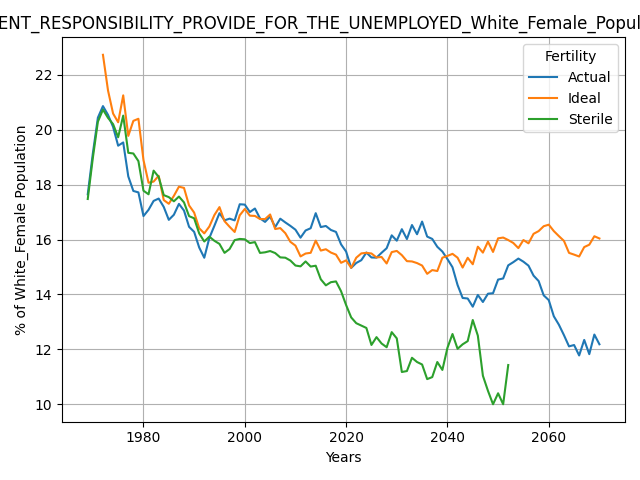 ENT_RESPONSIBILITY_PROVIDE_FOR_THE_UNEMPLOYED_White_Female_Popul
Fertility
Actual
Ideal
Sterile
% of White_Female Population
22
20
18
16
14
12
10
1980
2000
2020
2040
2060
Years